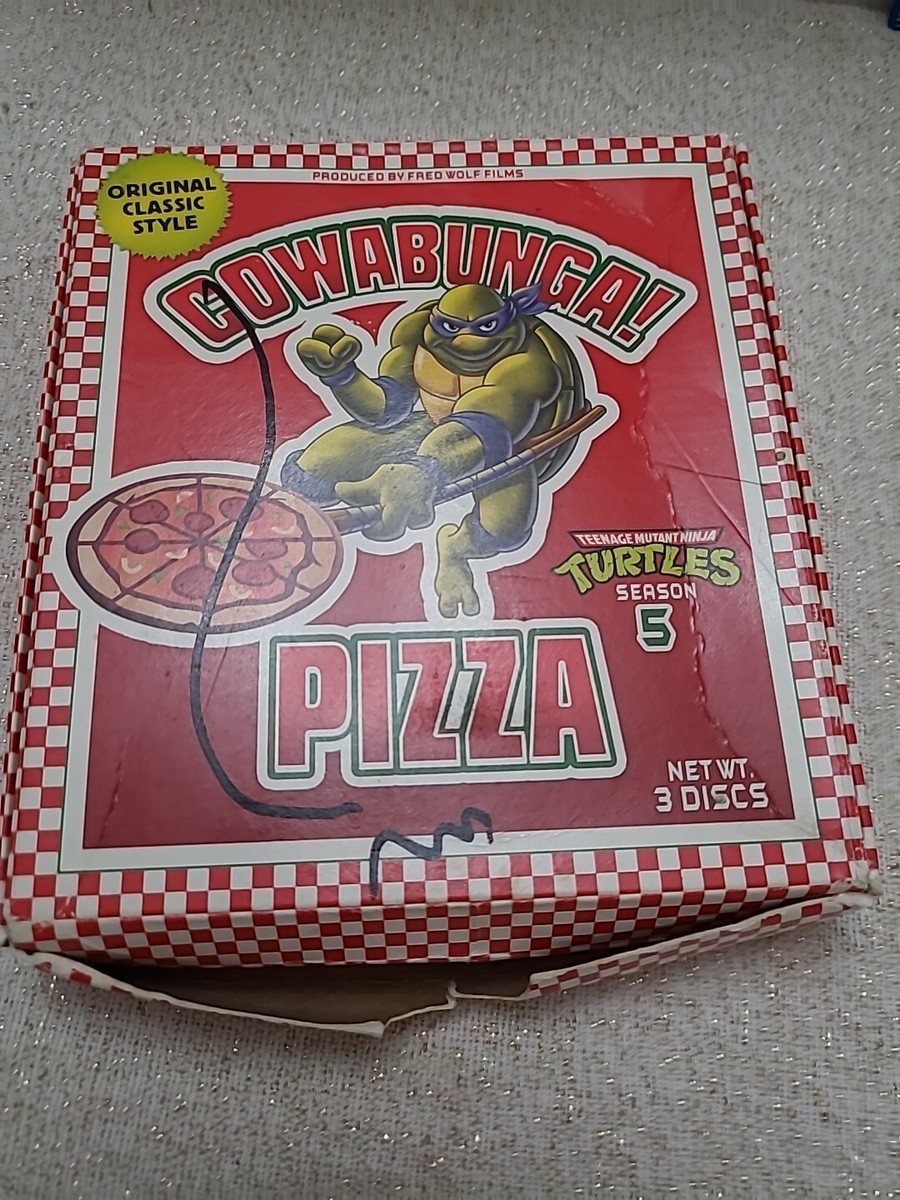 PRODUCED BY FRED WOLF FILMS
ORIGINAL
CLASSIC
STYLE
COWABUNGA!
TEENAGE MUTANT NINJA
TURTLES
SEASON
5
PIZZA
NET WT.
3 DISCS